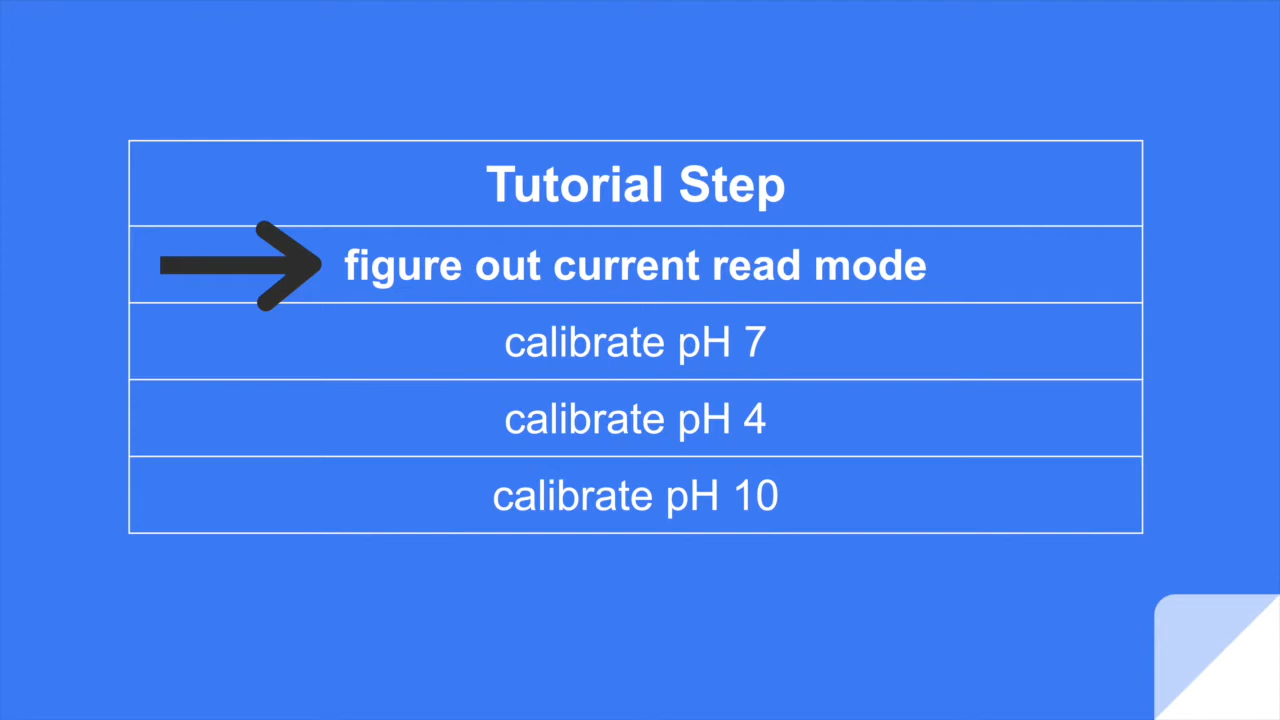 Tutorial Step
figure out current read mode
calibrate pH 7
calibrate pH 4
calibrate pH 10